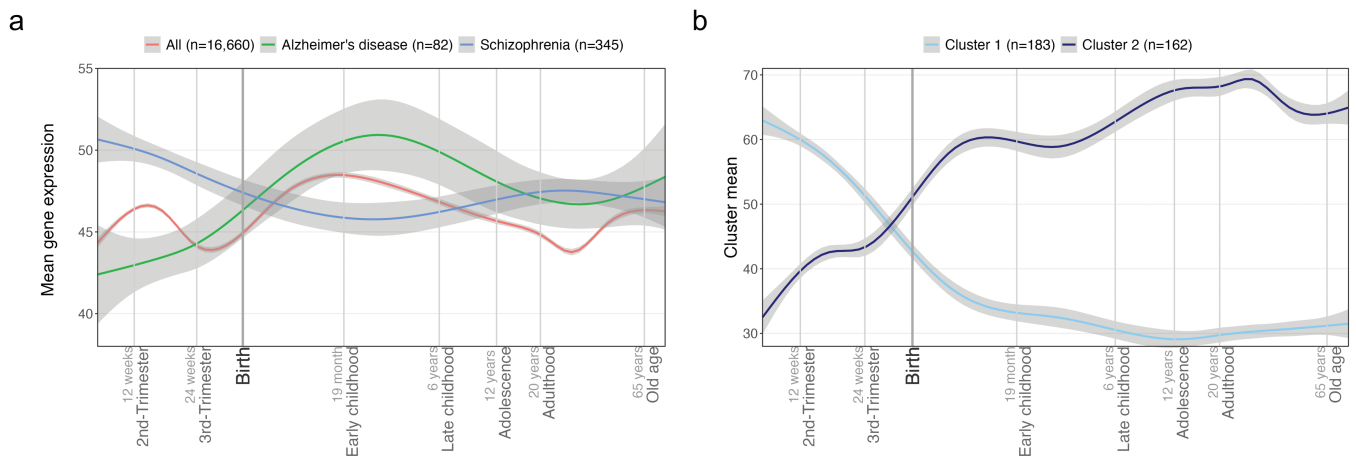 a
All (n=16,660) Alzheimer's disease (n=82) Schizophrenia (n=345)
Mean gene expression
55
50
45
40
12 weeks
2nd-Trimester
24 weeks
3rd-Trimester
Birth
19 month
Early childhood
6 years
Late childhood
12 years
Adolescence
20 years
Adulthood
65 years
Old age
b
Cluster 1 (n=183) Cluster 2 (n=162)
Cluster mean
70
60
50
40
30
12 weeks
2nd-Trimester
24 weeks
3rd-Trimester
Birth
19 month
Early childhood
6 years
Late childhood
12 years
Adolescence
20 years
Adulthood
65 years
Old age